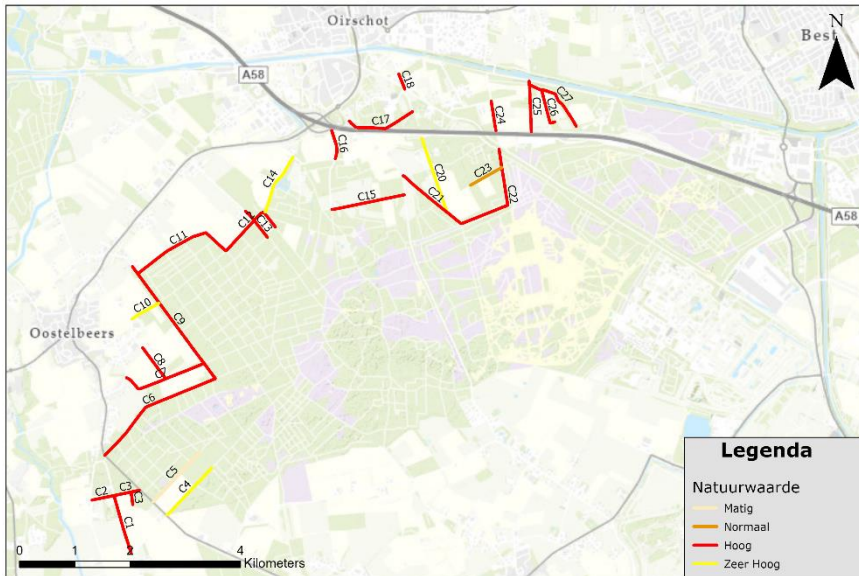 Oirschot
N
Best
A58
C18
C27
C25
C26
C24
C17
C16
C20
C23
C14
C21
C22
C15
A58
C12
C13
C11
C10
C9
Oostelbeers
C8
C7
C6
C5
C4
C2
C3
C3
C1
0 1 2 4
Kilometers
Legenda
Natuurwaarde
Matig
Normaal
Hoog
Zeer Hoog